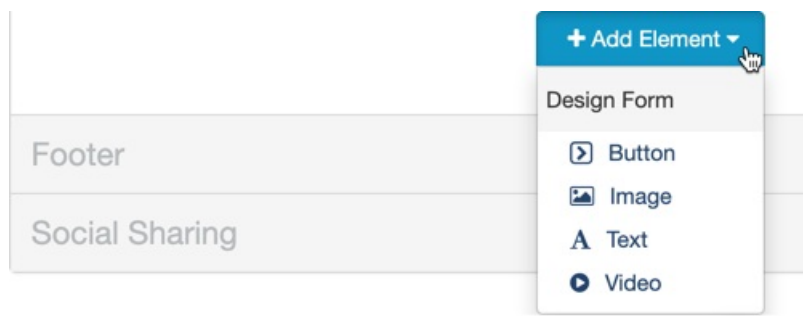 Add Element
Design Form
Footer
Button
Image
Social Sharing
Text
Video